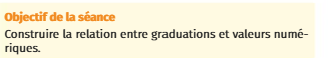 Objectif de la séance
Construire la relation entre graduations et valeurs numé-
riques.